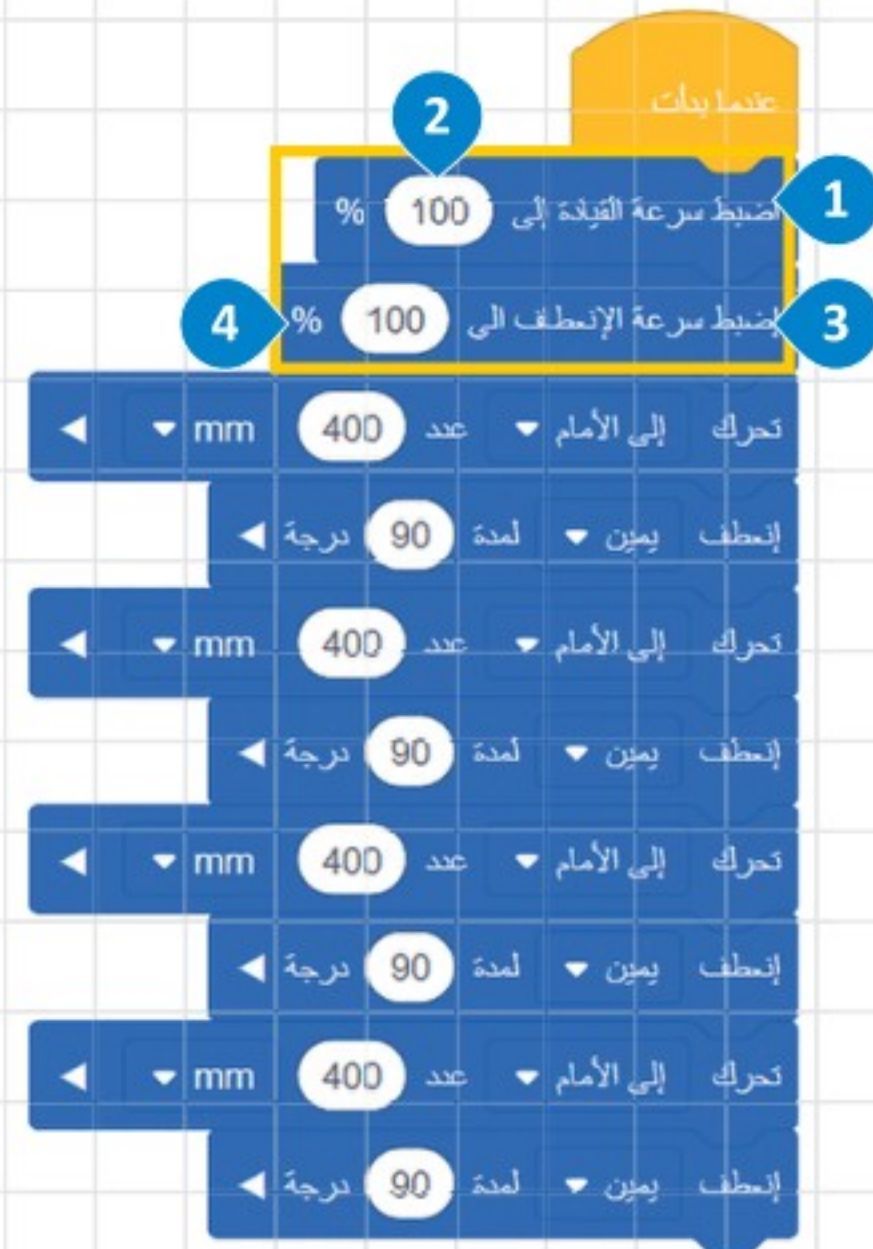 عندما بدأت
2
اضبط سرعة القيادة إلى 100 %
1
إضبط سرعة الإنعطاف الى 100 %
3
4
تحرك إلى الأمام عدد 400 mm
إنعطف يمين لمدة 90 درجة
تحرك إلى الأمام عدد 400 mm
إنعطف يمين لمدة 90 درجة
تحرك إلى الأمام عدد 400 mm
إنعطف يمين لمدة 90 درجة
تحرك إلى الأمام عدد 400 mm
إنعطف يمين لمدة 90 درجة